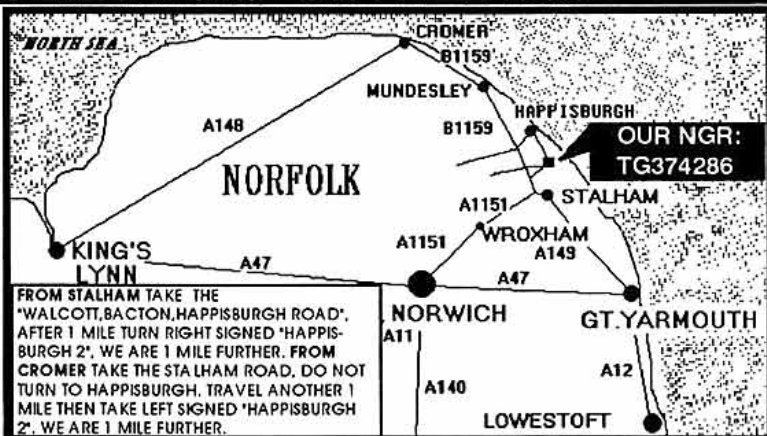 NORTH SEA
CROMER
B1159
MUNDESLEY
HAPPISBURGH
A148
B1159
OUR NGR:
TG374286
NORFOLK
STALHAM
A1151
WROXHAM
KING'S
LYNN
A1151
A149
A47
A47
NORWICH
GT.YARMOUTH
A11
A140
A12
LOWESTOFT
FROM STALHAM TAKE THE
"WALCOTT,BACTON,HAPPISBURGH ROAD",
AFTER 1 MILE TURN RIGHT SIGNED "HAPPIS-
BURGH 2", WE ARE 1 MILE FURTHER. FROM
CROMER TAKE THE STALHAM ROAD, DO NOT
TURN TO HAPPISBURGH, TRAVEL ANOTHER 1
MILE THEN TAKE LEFT SIGNED "HAPPISBURGH
2". WE ARE 1 MILE FURTHER.